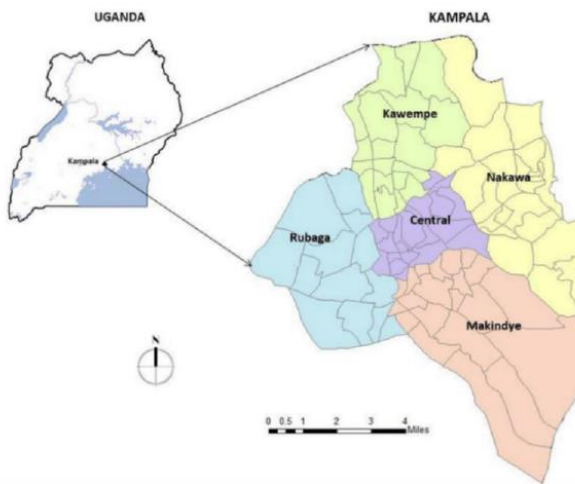 UGANDA
KAMPALA
Kampala
Kawempe
Nakawa
Central
Rubaga
Makindye
N
0 0.5 1 2 3 4
Miles